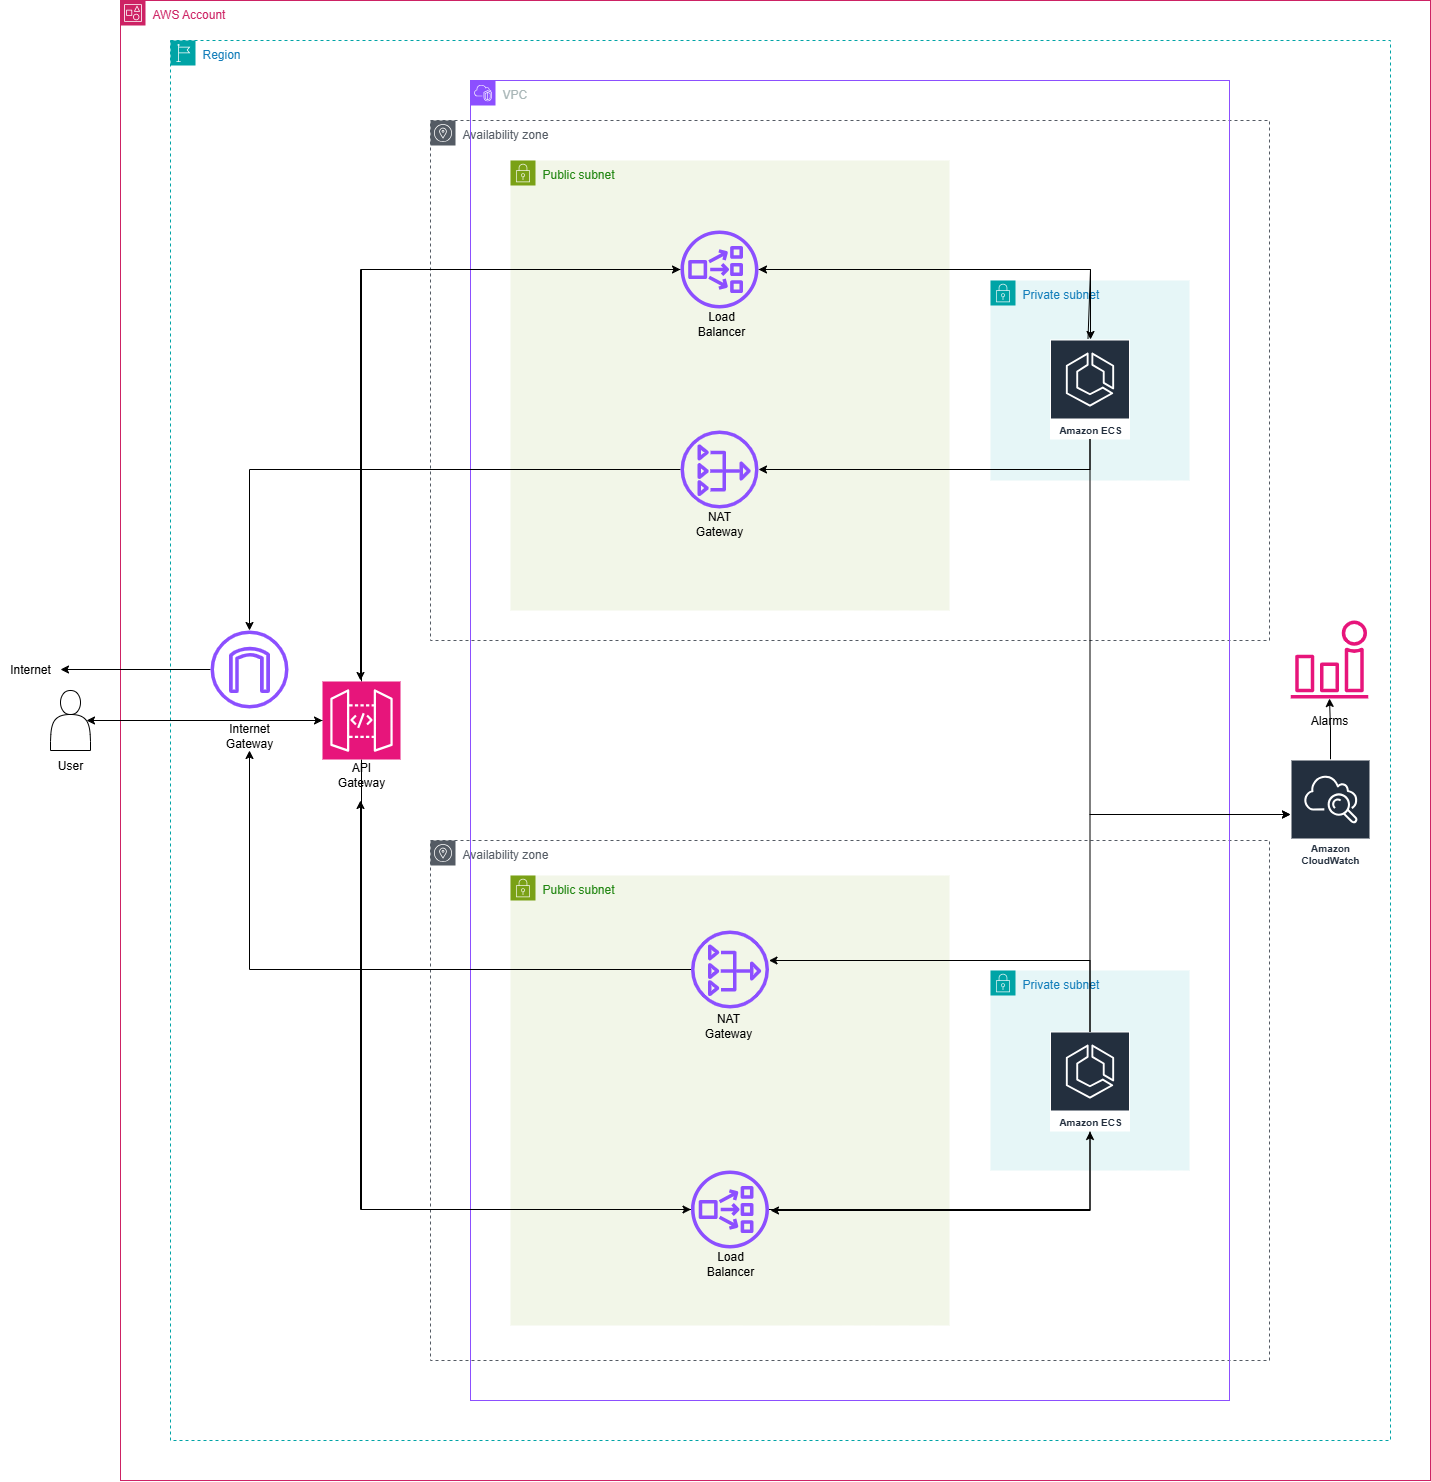 AWS Account
Region
VPC
Availability zone
Public subnet
Load
Balancer
Private subnet
Amazon ECS
NAT
Gateway
Internet
User
Internet
Gateway
</>
API
Gateway
Alarms
Amazon
CloudWatch
Availability zone
Public subnet
NAT
Gateway
Private subnet
Amazon ECS
Load
Balancer